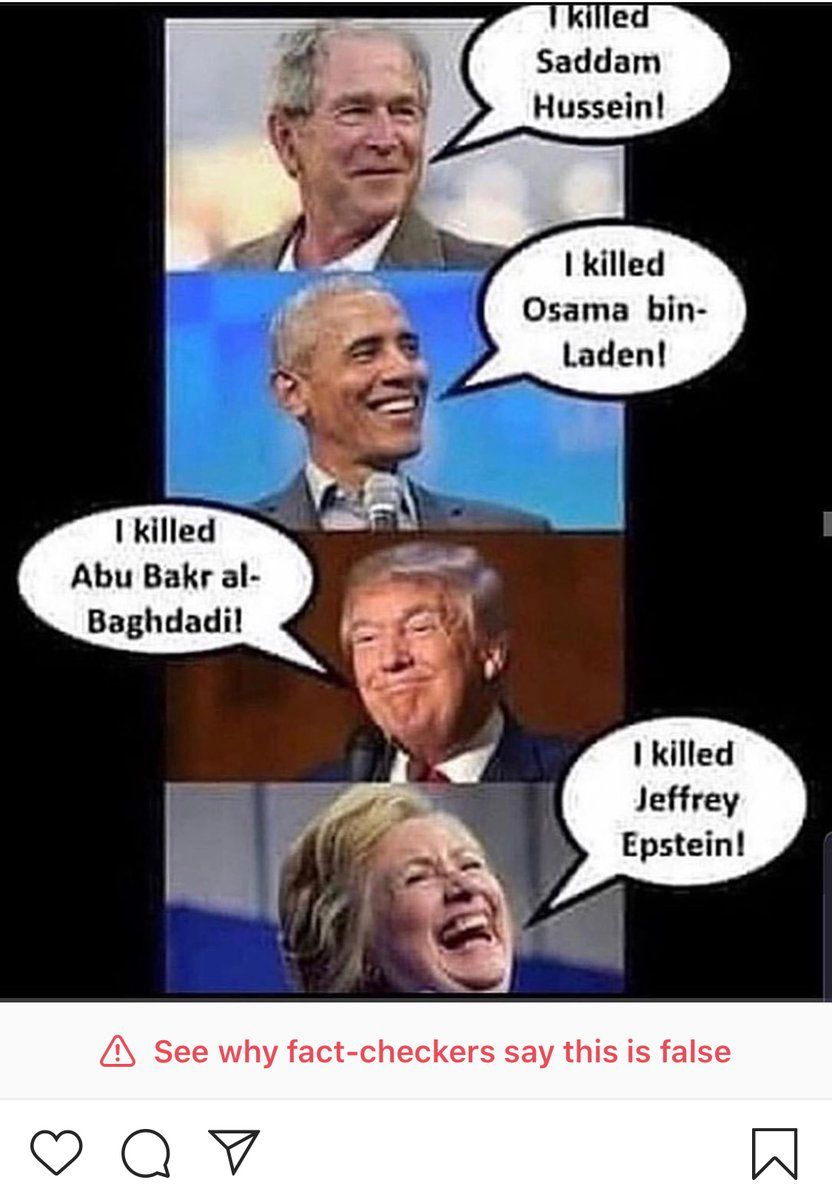 I killed
Saddam
Hussein!
I killed
Osama bin-
Laden!
I killed
Abu Bakr al-
Baghdadi!
I killed
Jeffrey
Epstein!
See why fact-checkers say this is false